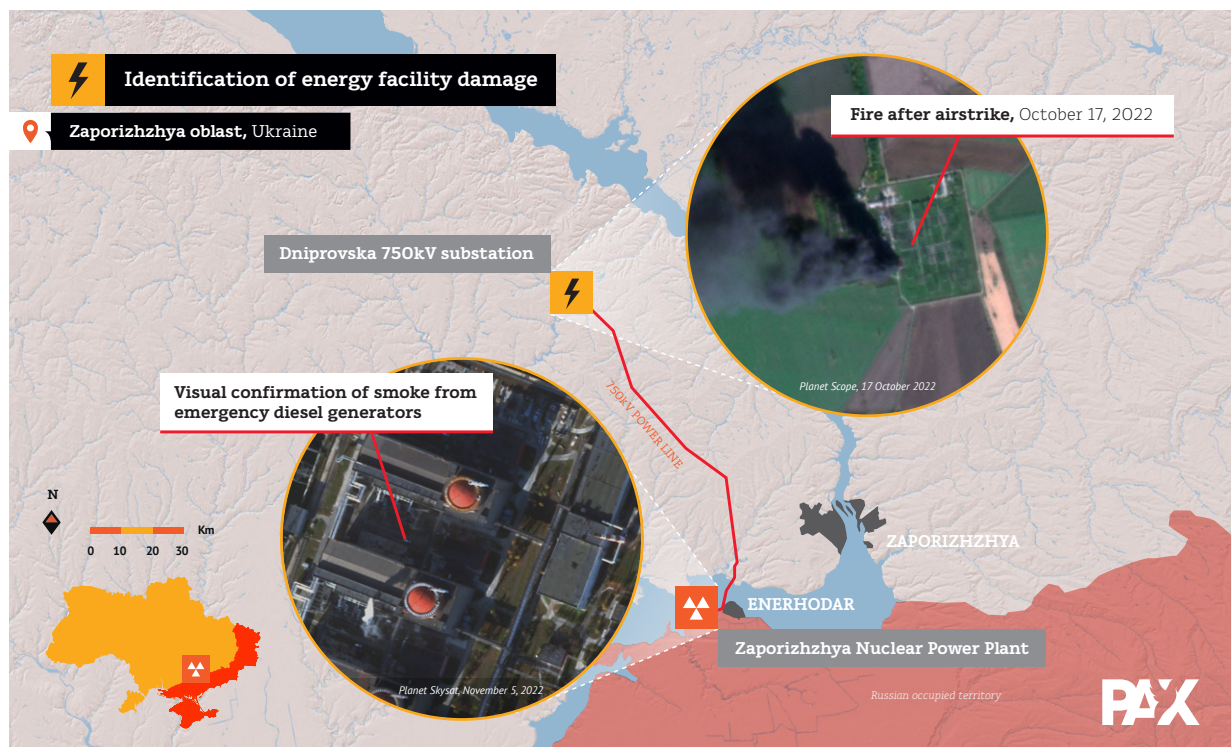 Identification of energy facility damage
Zaporizhzhya oblast, Ukraine
Fire after airstrike, October 17, 2022
Dniprovska 750kV substation
Planet Scope, 17 October 2022
750kV POWER LINE
Visual confirmation of smoke from
emergency diesel generators
N
Km
0 10 20 30
ZAPORIZHZHYA
ENERHODAR
Zaporizhzhya Nuclear Power Plant
Planet Skysat, November 5, 2022
Russian occupied territory
PAX